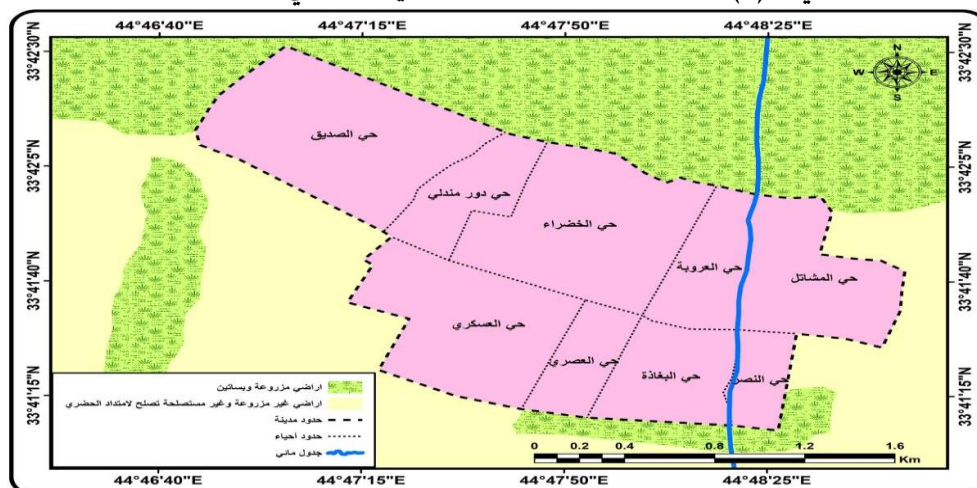 44°46'40"E 44°47'15"E 44°47'50"E 44°48'25"E
33°42'30"N 33°42'30"N
N
W E
S
حي الصديق
33°42'5"N 33°42'5"N
حي دور مندلي
حي الخضراء
حي العروبة
حي المشاتل
33°41'40"N 33°41'40"N
حي العسكري
حي العصري
حي البغاذة
حي النصر
33°41'15"N 33°41'15"N
اراضي مزروعة وبساتين
اراضي غير مزروعة وغير مستصلحة تصلح لامتداد الحضري
حدود مدينة
حدود أحياء
جدول مائي
0 0.2 0.4 0.8 1.2 1.6
Km
44°46'40"E 44°47'15"E 44°47'50"E 44°48'25"E